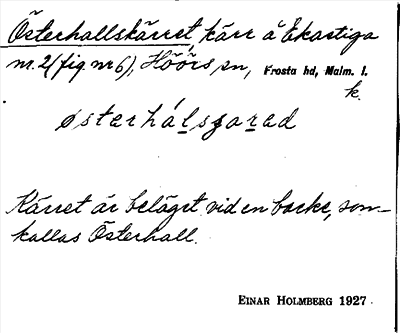 Österhallskärret, kärr å Ekastiga
nr. 2 (fig nr 6), Höörs sn, Frosta hd, Malm. l.
k.
Kärret är beläget vid en backe, som
kallas Österhall.
EINAR HOLMBERG 1927.